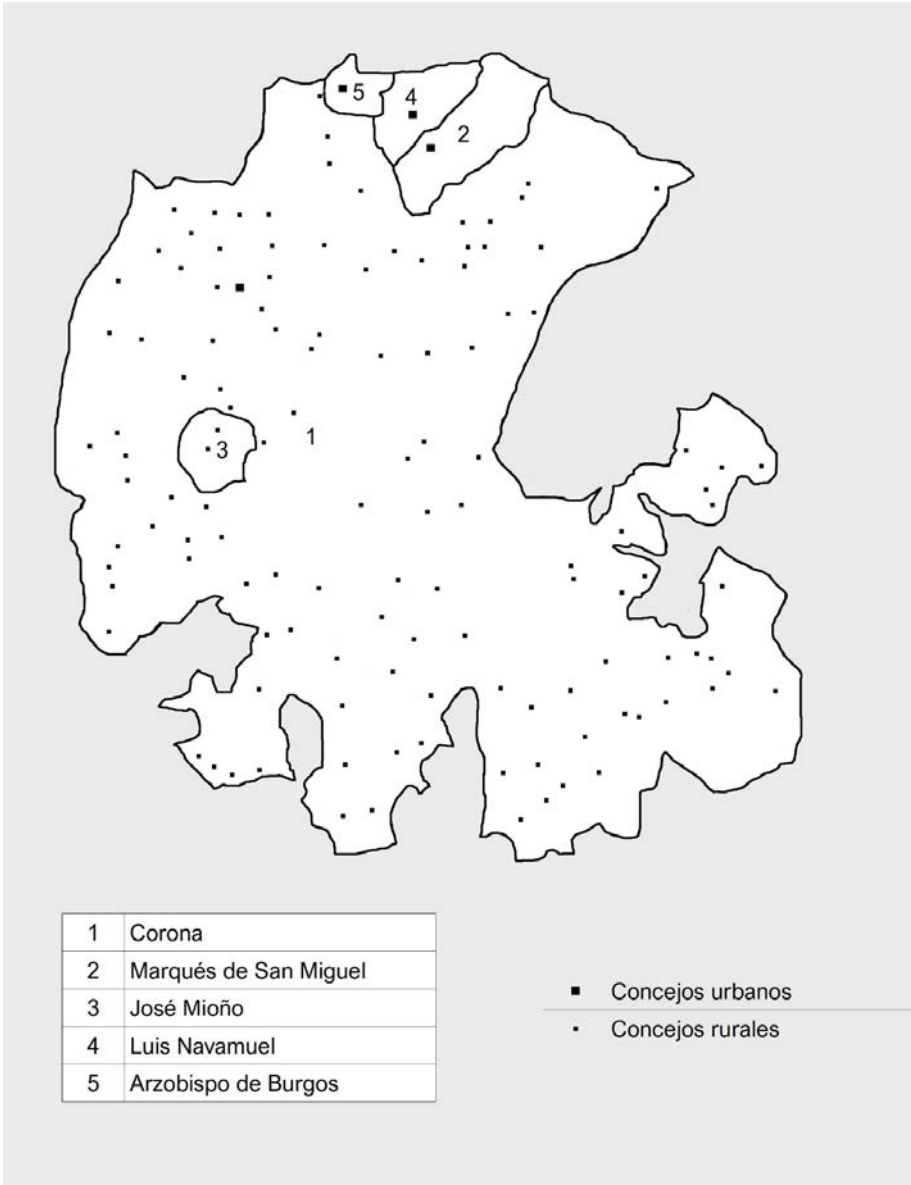 5
4
2
3
1
1 Corona
2 Marqués de San Miguel
3 José Mioño
4 Luis Navamuel
5 Arzobispo de Burgos
Concejos urbanos
Concejos rurales